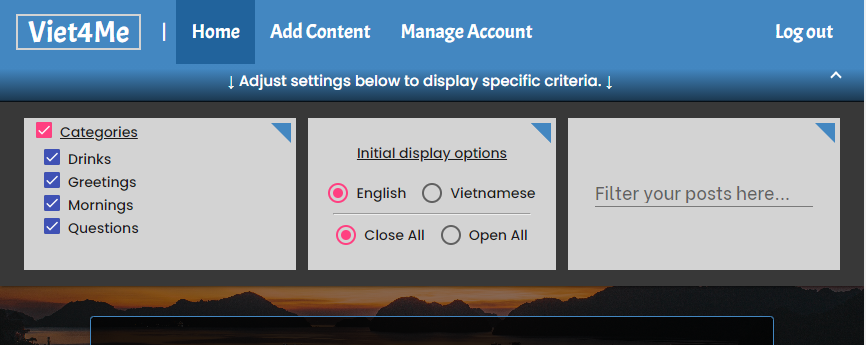 Viet4Me | Home Add Content Manage Account Log out
↓ Adjust settings below to display specific criteria. ↓
Categories
Drinks
Greetings
Mornings
Questions
Initial display options
English Vietnamese
Close All Open All
Filter your posts here...